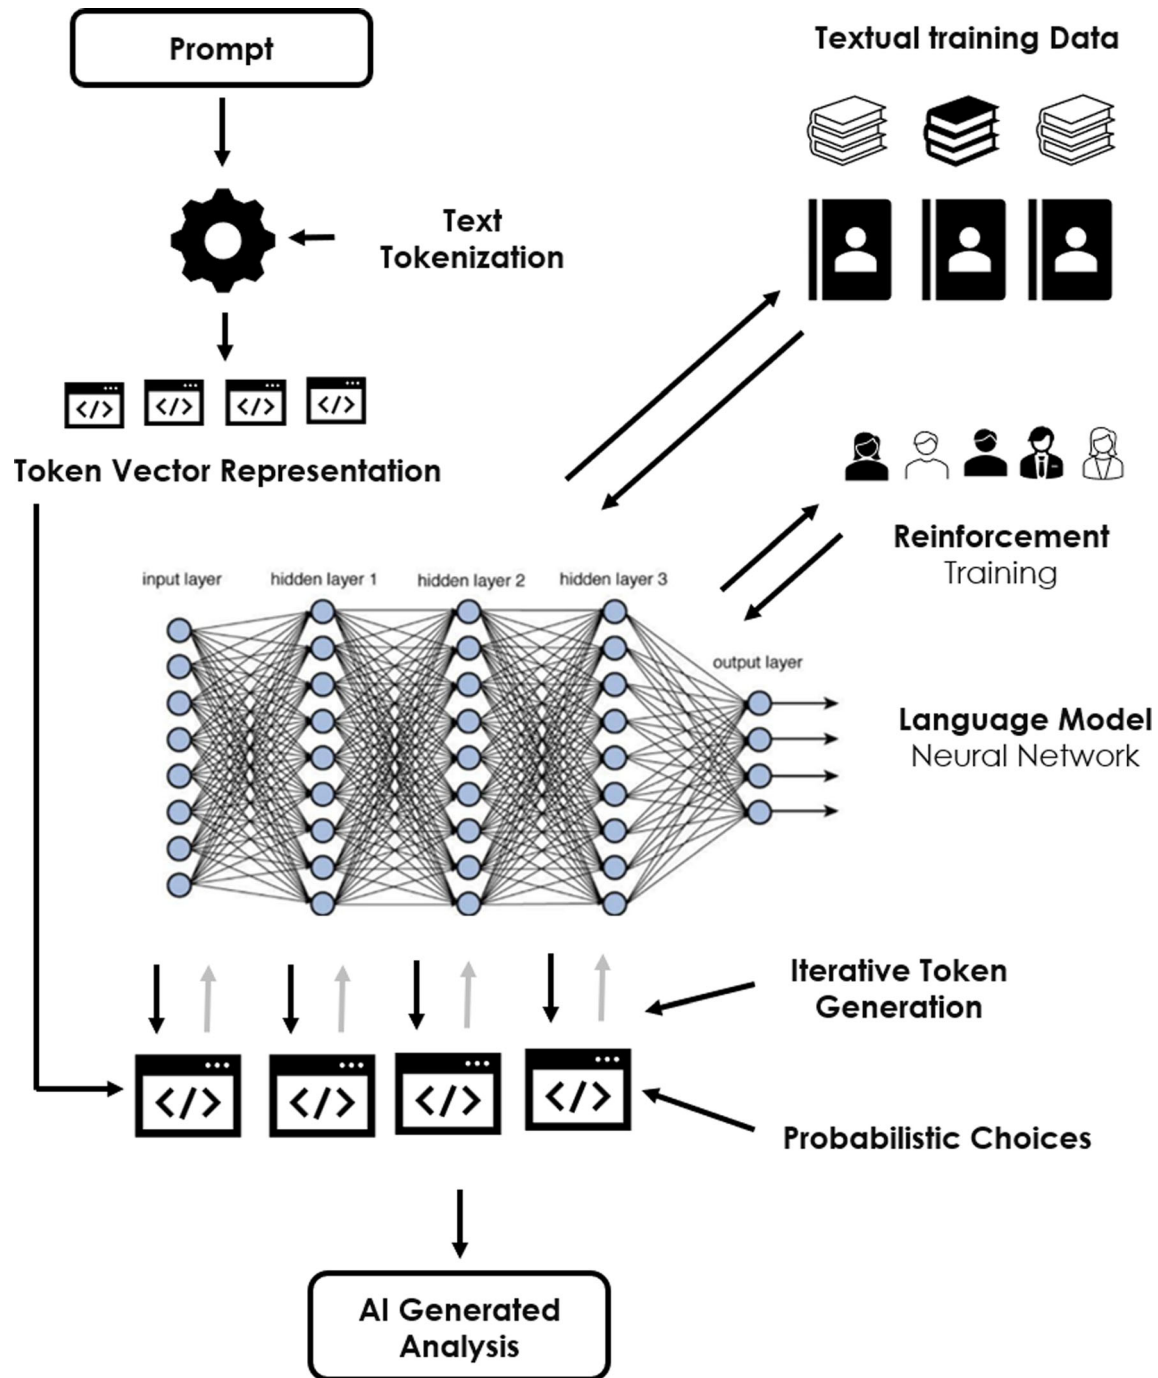 Prompt
Textual training Data
Text
Tokenization
</>
</>
</>
</>
Token Vector Representation
Reinforcement
Training
input layer
hidden layer 1
hidden layer 2
hidden layer 3
output layer
Language Model
Neural Network
Iterative Token
Generation
</>
</>
</>
</>
Probabilistic Choices
AI Generated
Analysis